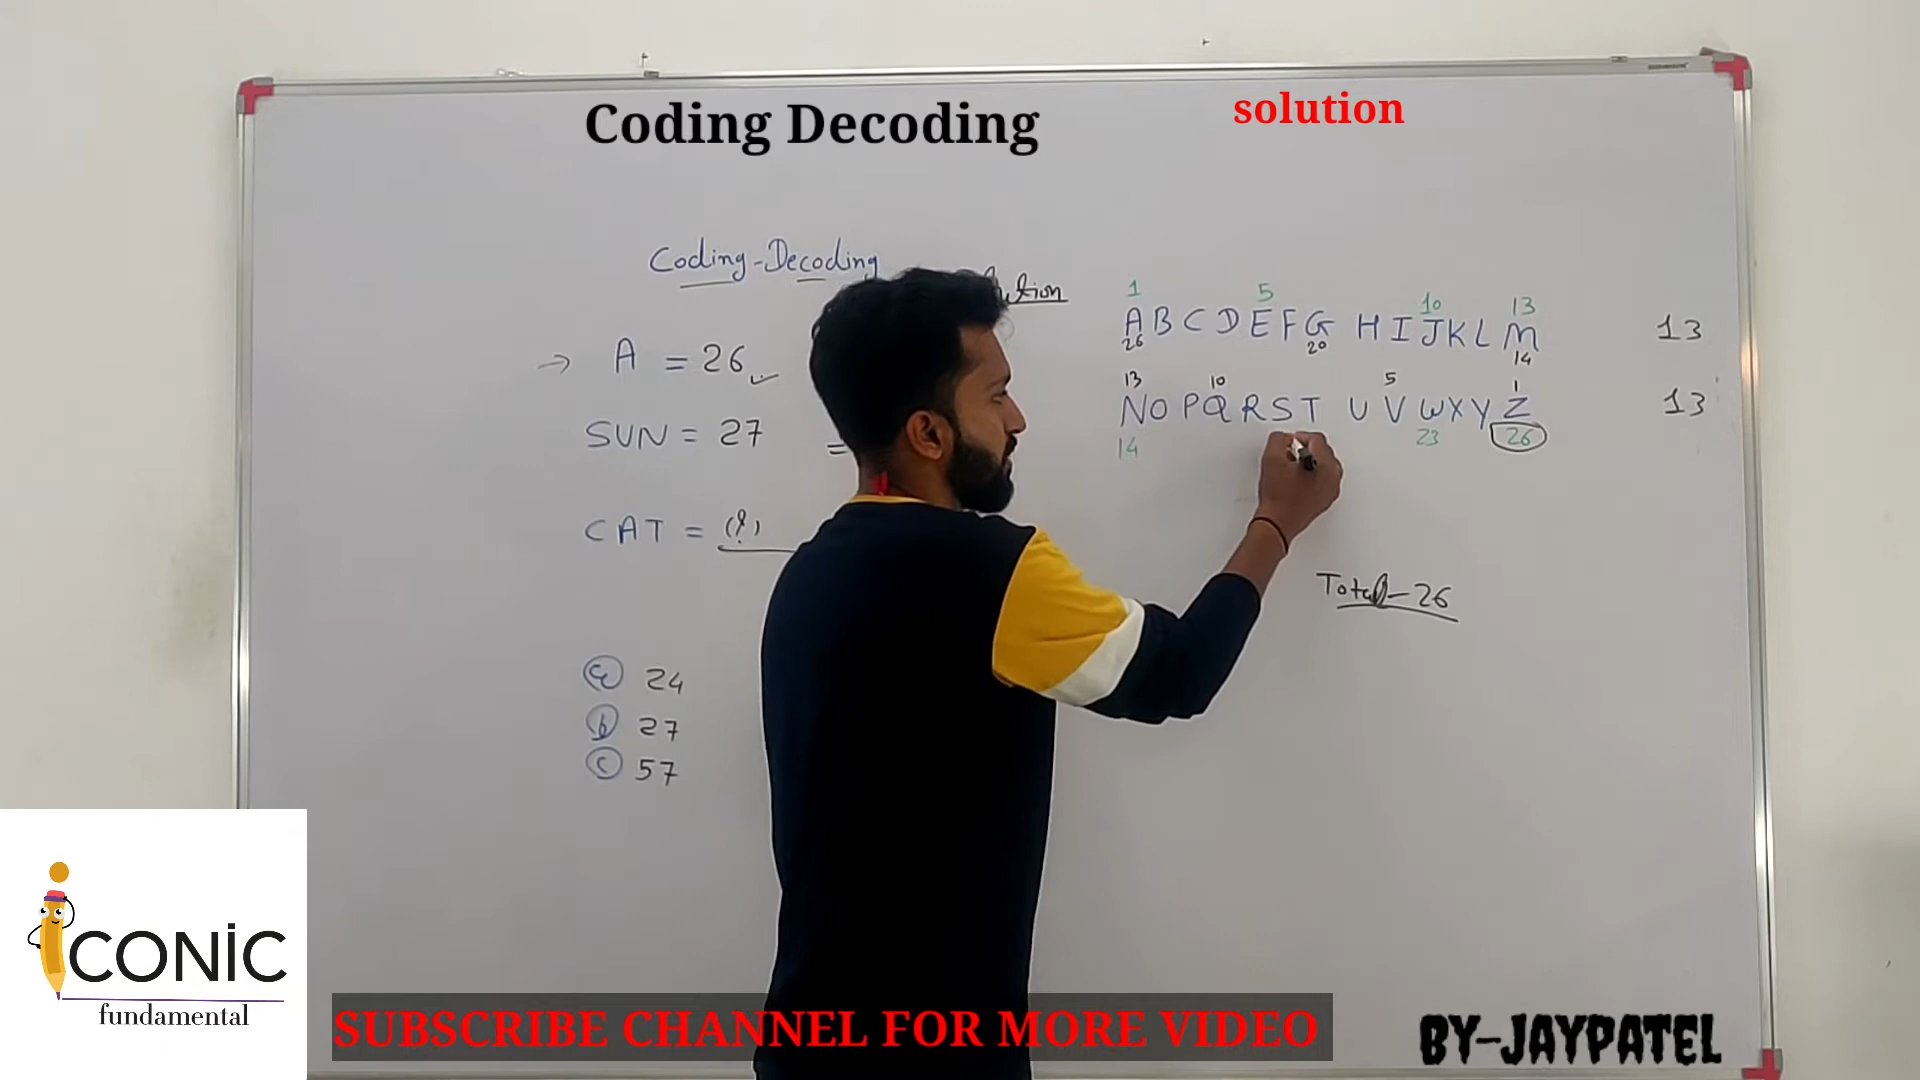 Coding Decoding
solution
Coding-Decoding
ution
→ A = 26
SUN = 27 =
CAT = (?)
a 24
b 27
c 57
1 5 10 13
A B C D E F G H I J K L M 13
26 20 14
13 10 5 1
N O P Q R S T U V W X Y Z 13
14 23 26
Total - 26
iCONiC
fundamental
SUBSCRIBE CHANNEL FOR MORE VIDEO
BY-JAYPATEL